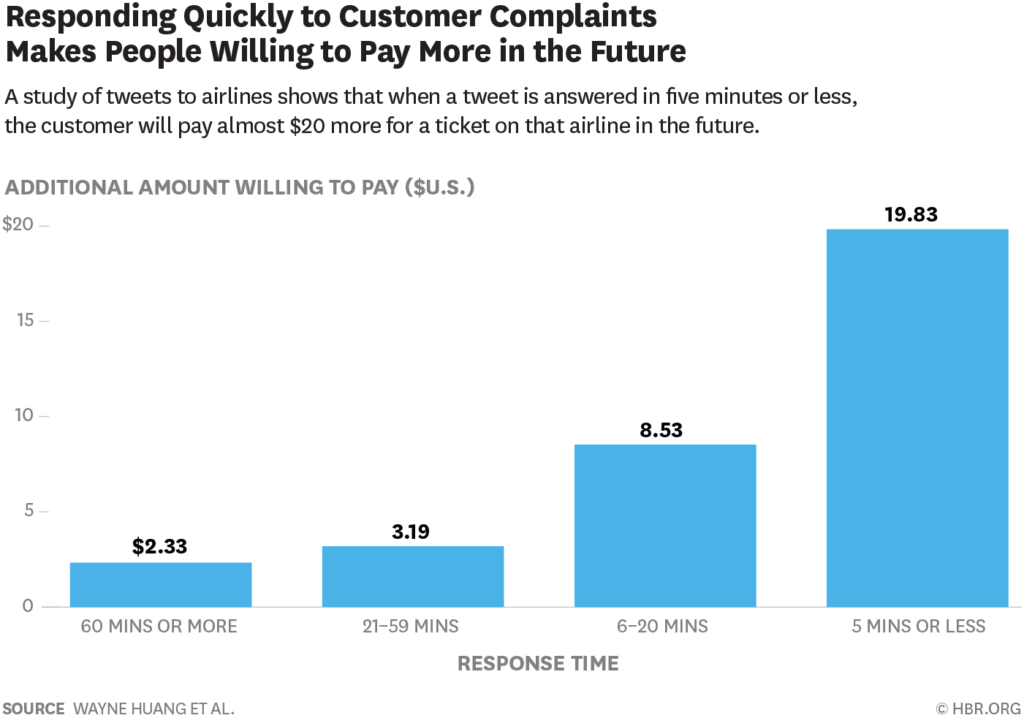 Responding Quickly to Customer Complaints
Makes People Willing to Pay More in the Future
A study of tweets to airlines shows that when a tweet is answered in five minutes or less,
the customer will pay almost $20 more for a ticket on that airline in the future.
ADDITIONAL AMOUNT WILLING TO PAY ($U.S.)
$20
15
10
5
0
$2.33
3.19
8.53
19.83
60 MINS OR MORE
21–59 MINS
6–20 MINS
5 MINS OR LESS
RESPONSE TIME
SOURCE WAYNE HUANG ET AL.
© HBR.ORG